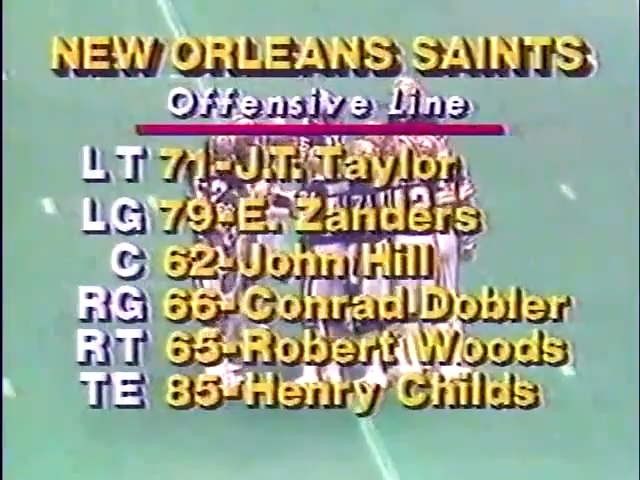 NEW ORLEANS SAINTS
Offensive Line
LT 71-J.T. Taylor
LG 79-E. Zanders
C 62-John Hill
RG 66-Conrad Dobler
RT 65-Robert Woods
TE 85-Henry Childs